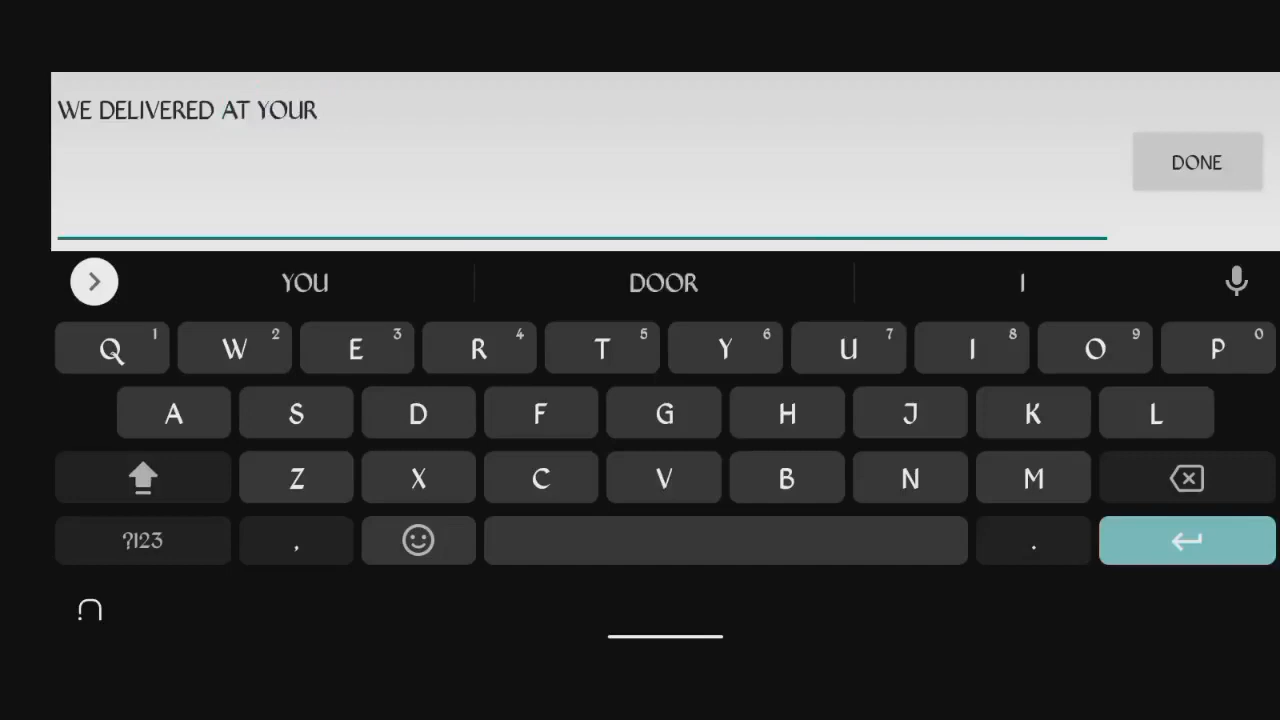 WE DELIVERED AT YOUR
DONE
YOU DOOR I
Q 1 W 2 E 3 R 4 T 5 Y 6 U 7 I 8 O 9 P 0
A S D F G H J K L
Z X C V B N M
?123 , .